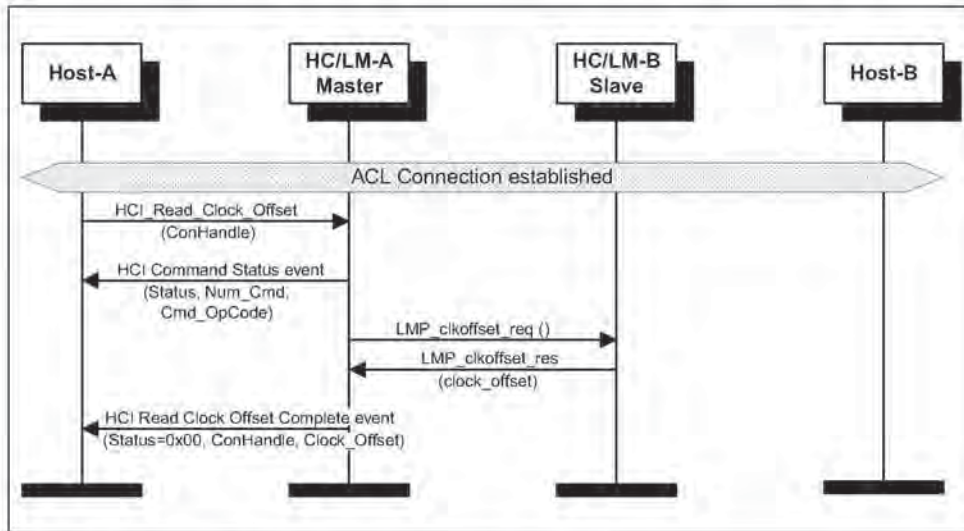 Host-A
HC/LM-A
Master
HC/LM-B
Slave
Host-B
ACL Connection established
HCI_Read_Clock_Offset
(ConHandle)
HCI Command Status event
(Status, Num_Cmd,
Cmd_OpCode)
LMP_clkoffset_req ()
LMP_clkoffset_res
(clock_offset)
HCI Read Clock Offset Complete event
(Status=0x00, ConHandle, Clock_Offset)